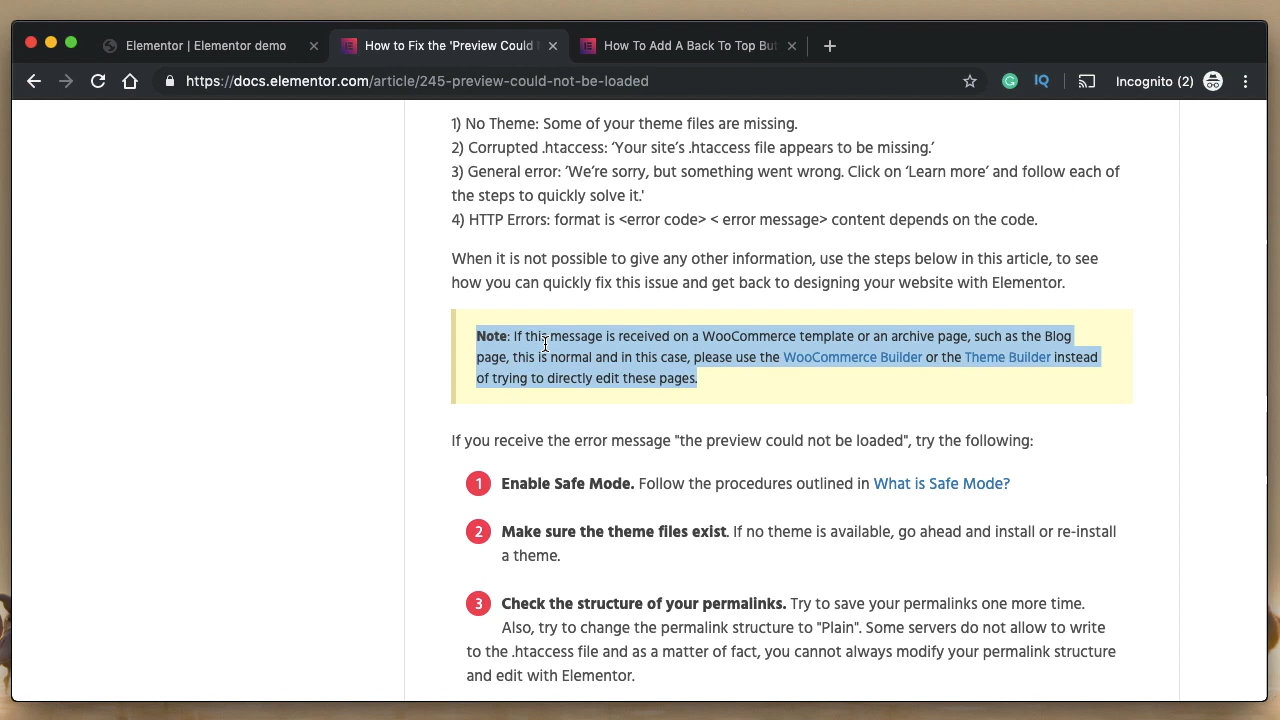 Elementor | Elementor demo
How to Fix the 'Preview Could
How To Add A Back To Top But
https://docs.elementor.com/article/245-preview-could-not-be-loaded
IQ
Incognito (2)
1) No Theme: Some of your theme files are missing.
2) Corrupted .htaccess: ‘Your site’s .htaccess file appears to be missing.’
3) General error: ‘We’re sorry, but something went wrong. Click on ‘Learn more’ and follow each of
the steps to quickly solve it.'
4) HTTP Errors: format is <error code> < error message> content depends on the code.
When it is not possible to give any other information, use the steps below in this article, to see
how you can quickly fix this issue and get back to designing your website with Elementor.
Note: If this message is received on a WooCommerce template or an archive page, such as the Blog
page, this is normal and in this case, please use the WooCommerce Builder or the Theme Builder instead
of trying to directly edit these pages.
If you receive the error message "the preview could not be loaded", try the following:
1 Enable Safe Mode. Follow the procedures outlined in What is Safe Mode?
2 Make sure the theme files exist. If no theme is available, go ahead and install or re-install
a theme.
3 Check the structure of your permalinks. Try to save your permalinks one more time.
Also, try to change the permalink structure to "Plain". Some servers do not allow to write
to the .htaccess file and as a matter of fact, you cannot always modify your permalink structure
and edit with Elementor.